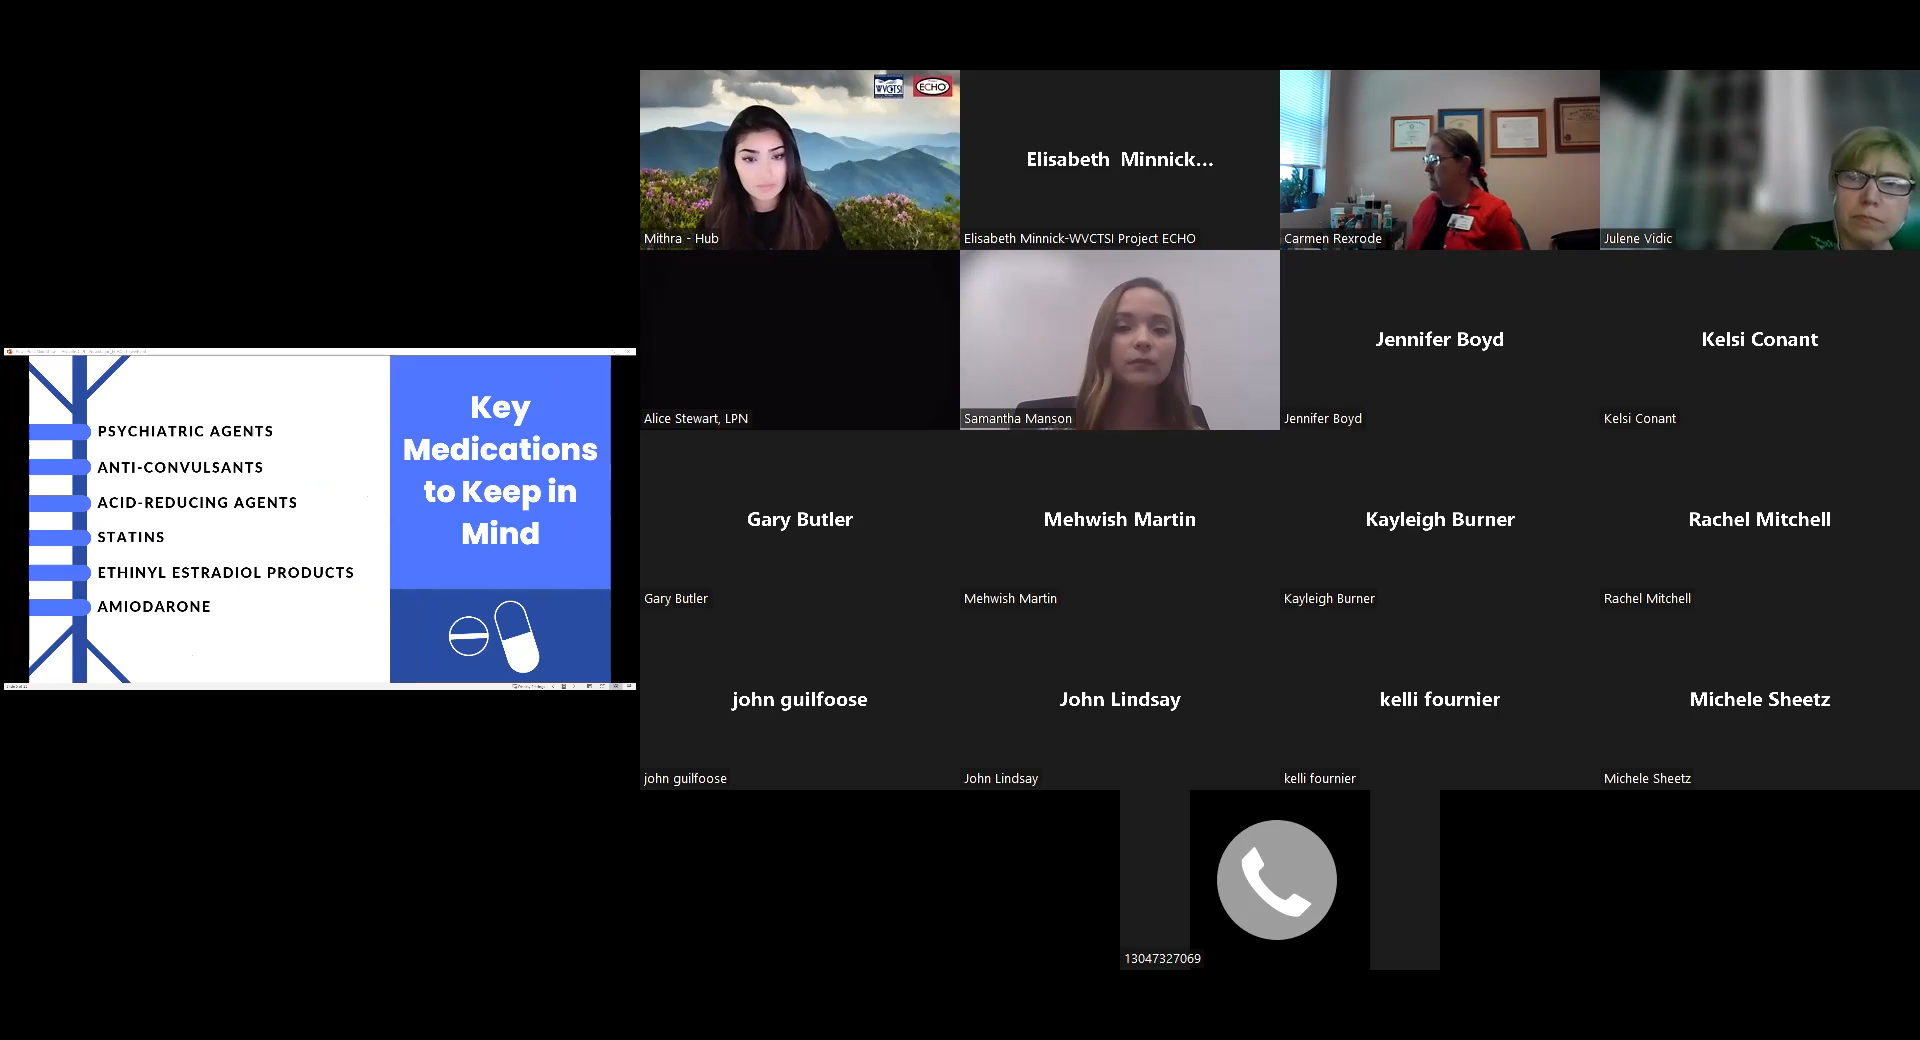 PSYCHIATRIC AGENTS
ANTI-CONVULSANTS
ACID-REDUCING AGENTS
STATINS
ETHINYL ESTRADIOL PRODUCTS
AMIODARONE
Key
Medications
to Keep in
Mind
WVCTSI
ECHO
Mithra - Hub
Elisabeth Minnick...
Elisabeth Minnick-WVCTSI Project ECHO
Carmen Rexrode
Julene Vidic
Alice Stewart, LPN
Samantha Manson
Jennifer Boyd
Jennifer Boyd
Kelsi Conant
Kelsi Conant
Gary Butler
Gary Butler
Mehwish Martin
Mehwish Martin
Kayleigh Burner
Kayleigh Burner
Rachel Mitchell
Rachel Mitchell
john guilfoose
john guilfoose
John Lindsay
John Lindsay
kelli fournier
kelli fournier
Michele Sheetz
Michele Sheetz
13047327069